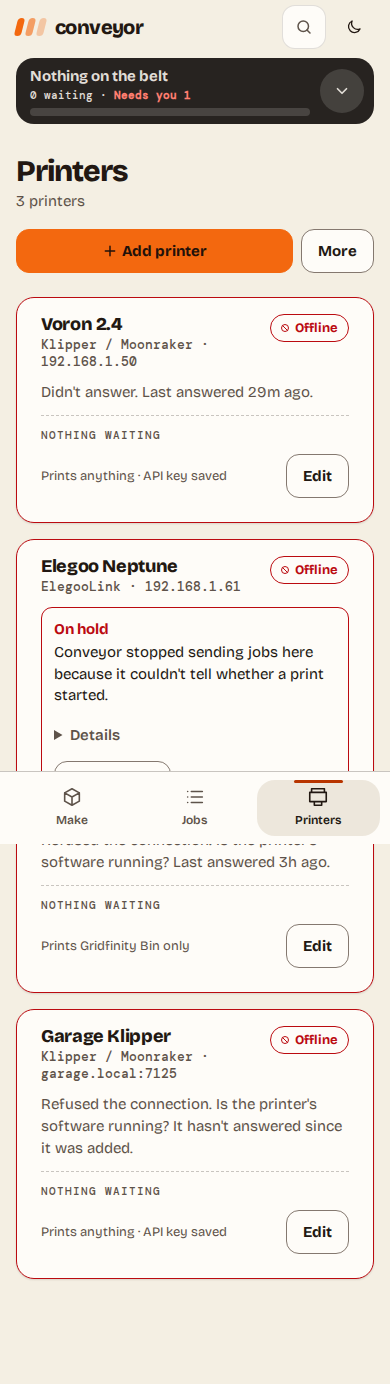 conveyor
Nothing on the belt
0 waiting · Needs you 1
Printers
3 printers
+ Add printer
More
Voron 2.4
Offline
Klipper / Moonraker ·
192.168.1.50
Didn't answer. Last answered 29m ago.
NOTHING WAITING
Prints anything · API key saved
Edit
Elegoo Neptune
Offline
ElegooLink · 192.168.1.61
On hold
Conveyor stopped sending jobs here
because it couldn't tell whether a print
started.
Details
Make
Jobs
Printers
software running? Last answered 3h ago.
NOTHING WAITING
Prints Gridfinity Bin only
Edit
Garage Klipper
Offline
Klipper / Moonraker ·
garage.local:7125
Refused the connection. Is the printer's
software running? It hasn't answered since
it was added.
NOTHING WAITING
Prints anything · API key saved
Edit